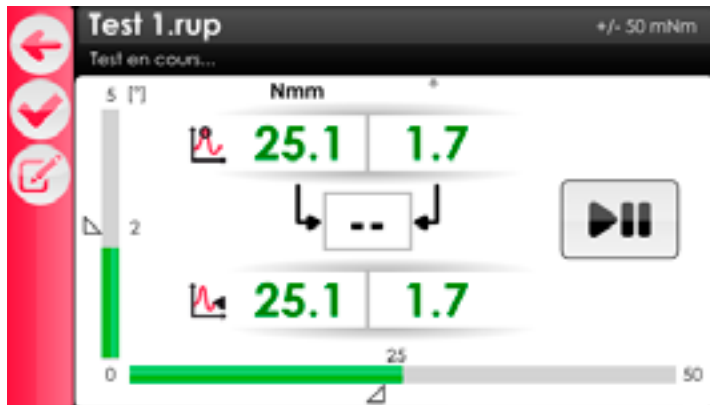 Test 1.rup
+/- 50 mNm
Test en cours...
5 [°]
Nmm
°
25.1 1.7
2
--
25.1 1.7
25
0
50